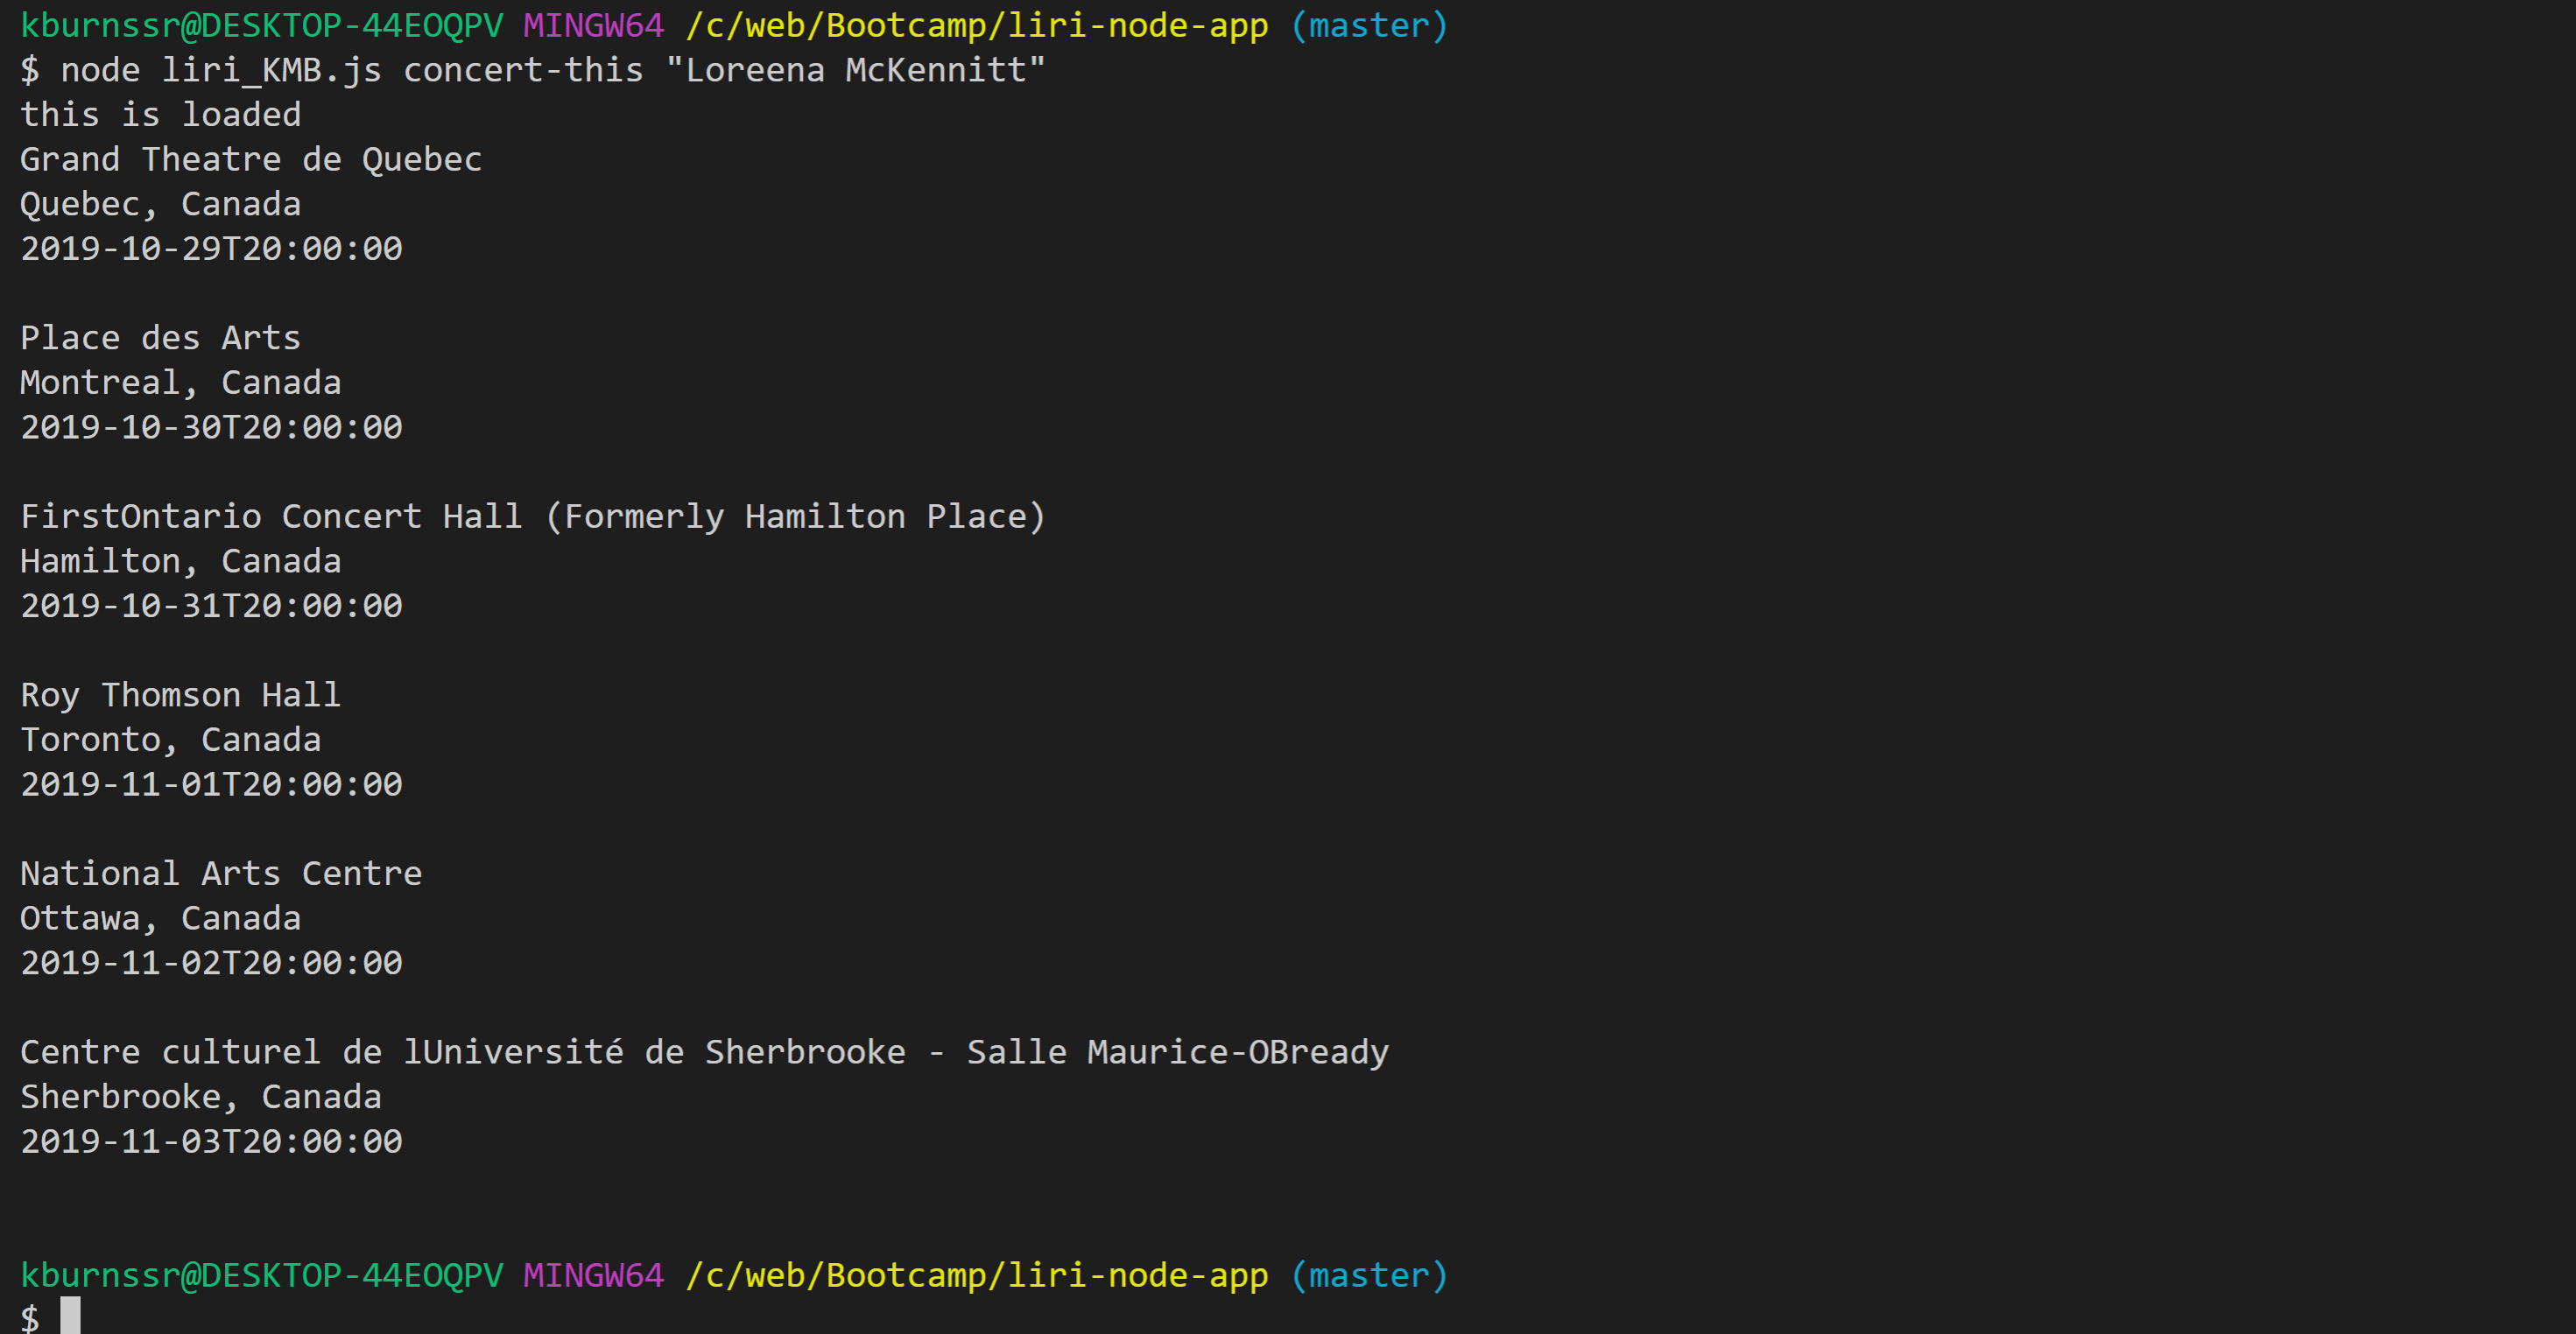 kburnssr@DESKTOP-44EOQPV MINGW64 /c/web/Bootcamp/liri-node-app (master)
$ node liri_KMB.js concert-this "Loreena McKennitt"
this is loaded
Grand Theatre de Quebec
Quebec, Canada
2019-10-29T20:00:00
Place des Arts
Montreal, Canada
2019-10-30T20:00:00
FirstOntario Concert Hall (Formerly Hamilton Place)
Hamilton, Canada
2019-10-31T20:00:00
Roy Thomson Hall
Toronto, Canada
2019-11-01T20:00:00
National Arts Centre
Ottawa, Canada
2019-11-02T20:00:00
Centre culturel de lUniversité de Sherbrooke - Salle Maurice-OBready
Sherbrooke, Canada
2019-11-03T20:00:00
kburnssr@DESKTOP-44EOQPV MINGW64 /c/web/Bootcamp/liri-node-app (master)
$